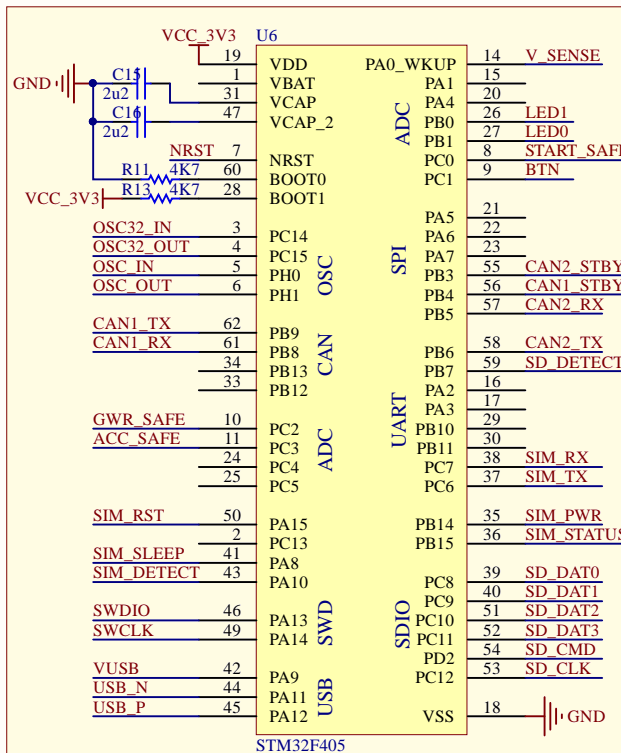 VCC_3V3 U6
19 VDD PA0_WKUP 14 V_SENSE
GND C15 2u2 1 VBAT PA1 15
31 VCAP PA4 20
C16 2u2 47 VCAP_2 PB0 26 LED1
PB1 27 LED0
NRST 7 NRST PC0 8 START_SAFE
R11 4K7 60 BOOT0 PC1 9 BTN
VCC_3V3 R13 4K7 28 BOOT1
ADC
PA5 21
OSC32_IN 3 PC14 PA6 22
OSC32_OUT 4 PC15 PA7 23
OSC_IN 5 PH0 PB3 55 CAN2_STBY
OSC_OUT 6 PH1 PB4 56 CAN1_STBY
OSC SPI
PB5 57 CAN2_RX
CAN1_TX 62 PB9
CAN1_RX 61 PB8 PB6 58 CAN2_TX
34 PB13 PB7 59 SD_DETECT
33 PB12 PA2 16
CAN
PA3 17
GWR_SAFE 10 PC2 PB10 29
ACC_SAFE 11 PC3 PB11 30
24 PC4 PC7 38 SIM_RX
25 PC5 PC6 37 SIM_TX
ADC UART
SIM_RST 50 PA15 PB14 35 SIM_PWR
2 PC13 PB15 36 SIM_STATUS
SIM_SLEEP 41 PA8
SIM_DETECT 43 PA10 PC8 39 SD_DAT0
PC9 40 SD_DAT1
SWDIO 46 PA13 PC10 51 SD_DAT2
SWCLK 49 PA14 PC11 52 SD_DAT3
SWD SDIO
PD2 54 SD_CMD
VUSB 42 PA9 PC12 53 SD_CLK
USB_N 44 PA11
USB_P 45 PA12 VSS 18 GND
USB
STM32F405